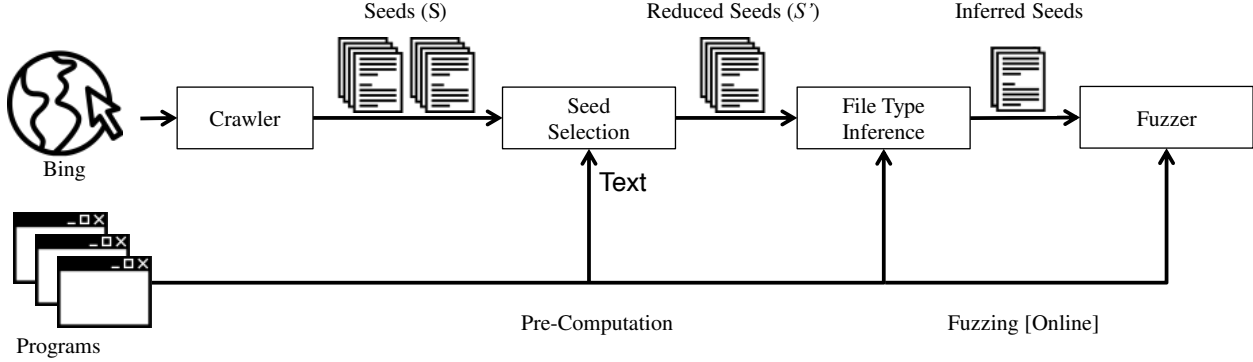 Seeds (S)
Reduced Seeds (S’)
Inferred Seeds
Crawler
Seed
Selection
File Type
Inference
Fuzzer
Bing
Text
Programs
Pre-Computation
Fuzzing [Online]